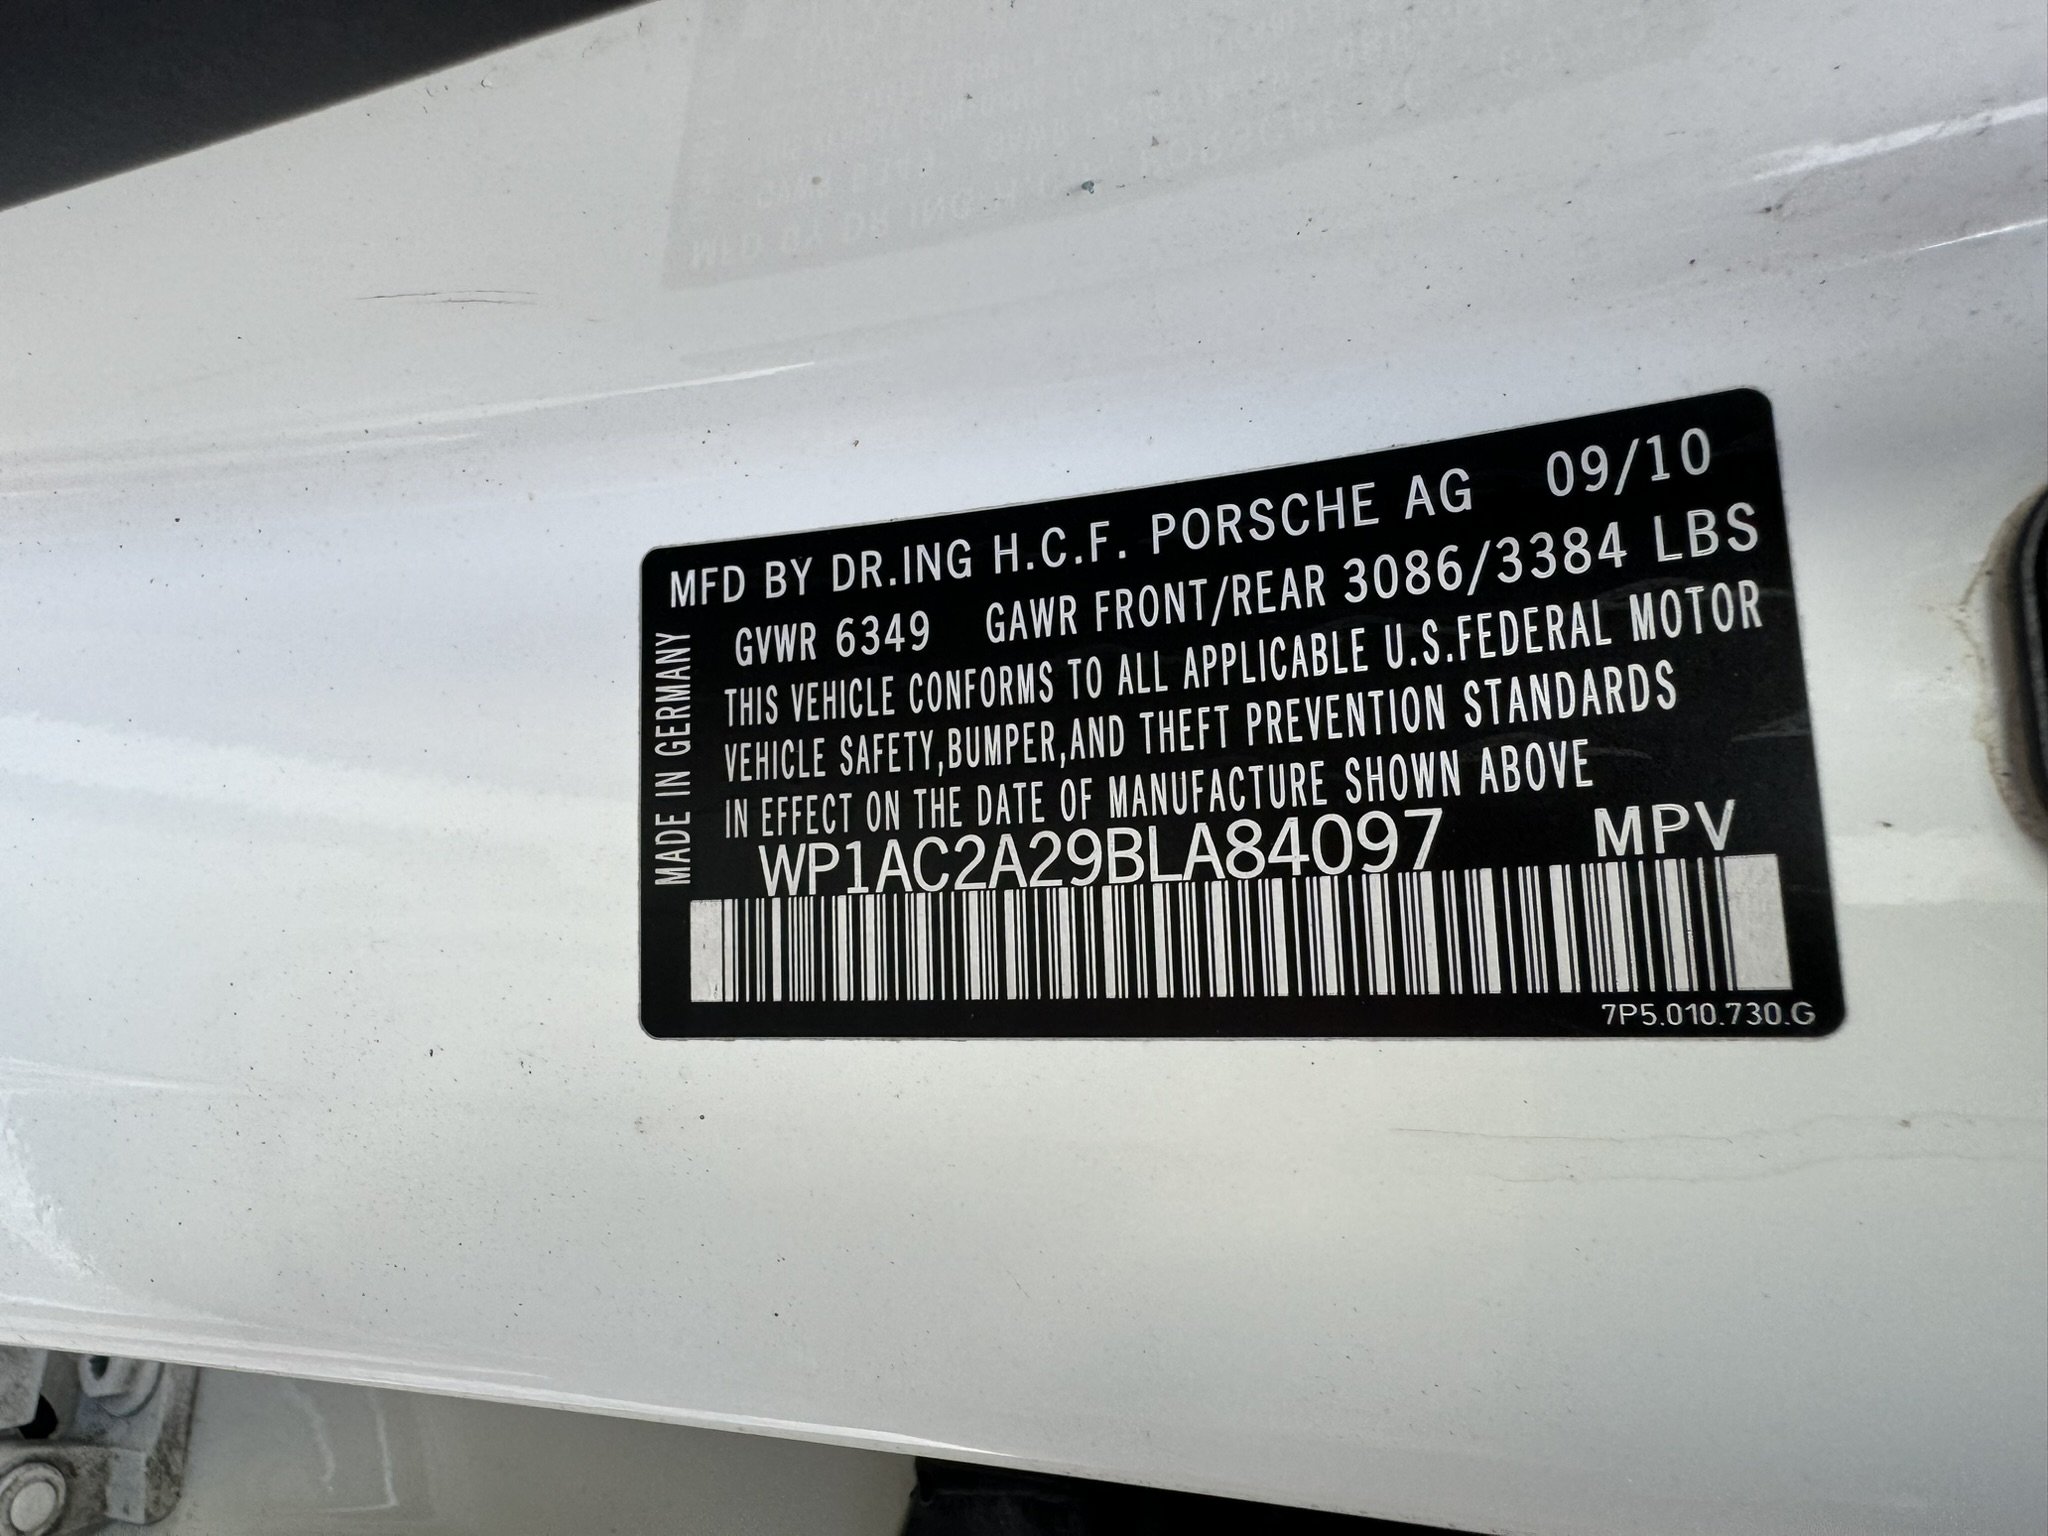 MFD BY DR.ING H.C.F. PORSCHE AG 09/10
GVWR 6349 GAWR FRONT/REAR 3086/3384 LBS
THIS VEHICLE CONFORMS TO ALL APPLICABLE U.S.FEDERAL MOTOR
VEHICLE SAFETY,BUMPER,AND THEFT PREVENTION STANDARDS
IN EFFECT ON THE DATE OF MANUFACTURE SHOWN ABOVE
WP1AC2A29BLA84097 MPV
7P5.010.730.G
MADE IN GERMANY